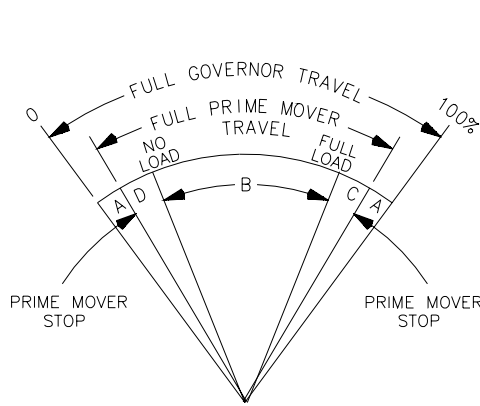 FULL GOVERNOR TRAVEL
0
100%
FULL PRIME MOVER
TRAVEL
NO
LOAD
FULL
LOAD
A
D
B
C
A
PRIME MOVER
STOP
PRIME MOVER
STOP